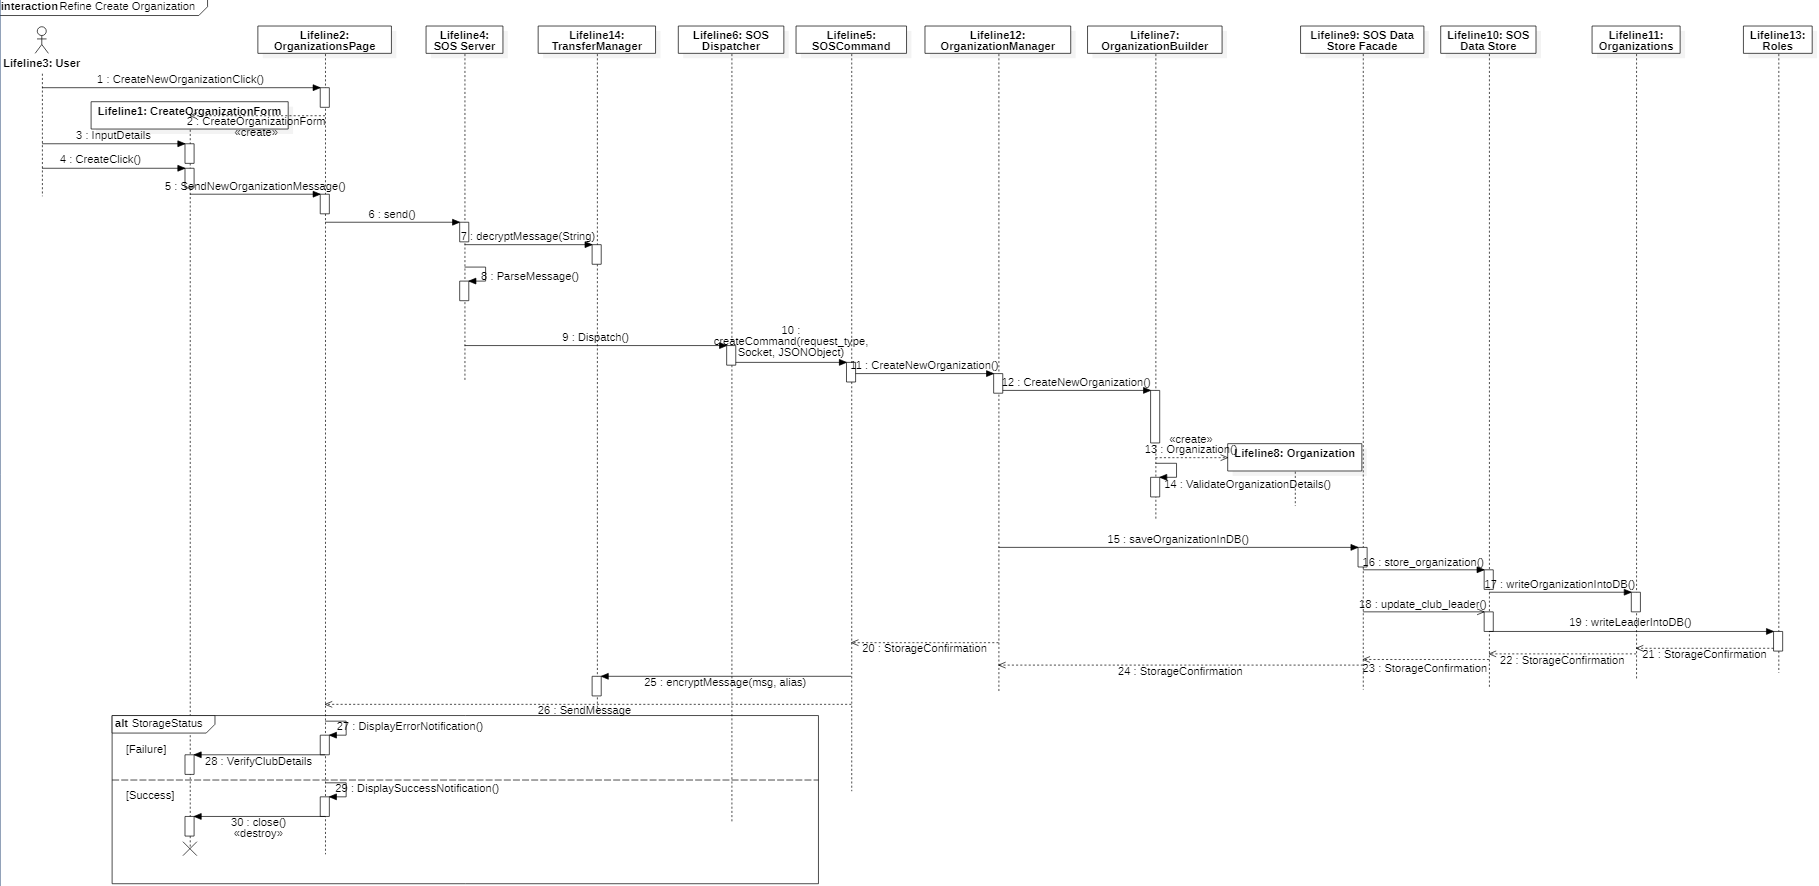 interaction Refine Create Organization
Lifeline3: User
Lifeline2:
OrganizationsPage
Lifeline4:
SOS Server
Lifeline14:
TransferManager
Lifeline6: SOS
Dispatcher
Lifeline5:
SOSCommand
Lifeline12:
OrganizationManager
Lifeline7:
OrganizationBuilder
Lifeline9: SOS Data
Store Facade
Lifeline10: SOS
Data Store
Lifeline11:
Organizations
Lifeline13:
Roles
1 : CreateNewOrganizationClick()
Lifeline1: CreateOrganizationForm
2 : CreateOrganizationForm
«create»
3 : InputDetails
4 : CreateClick()
5 : SendNewOrganizationMessage()
6 : send()
7 : decryptMessage(String)
8 : ParseMessage()
9 : Dispatch()
10 :
createCommand(request_type,
Socket, JSONObject)
11 : CreateNewOrganization()
12 : CreateNewOrganization()
«create»
13 : Organization()
Lifeline8: Organization
14 : ValidateOrganizationDetails()
15 : saveOrganizationInDB()
16 : store_organization()
17 : writeOrganizationIntoDB()
18 : update_club_leader()
19 : writeLeaderIntoDB()
20 : StorageConfirmation
21 : StorageConfirmation
22 : StorageConfirmation
23 : StorageConfirmation
24 : StorageConfirmation
25 : encryptMessage(msg, alias)
26 : SendMessage
alt StorageStatus
27 : DisplayErrorNotification()
[Failure]
28 : VerifyClubDetails
29 : DisplaySuccessNotification()
[Success]
30 : close()
«destroy»